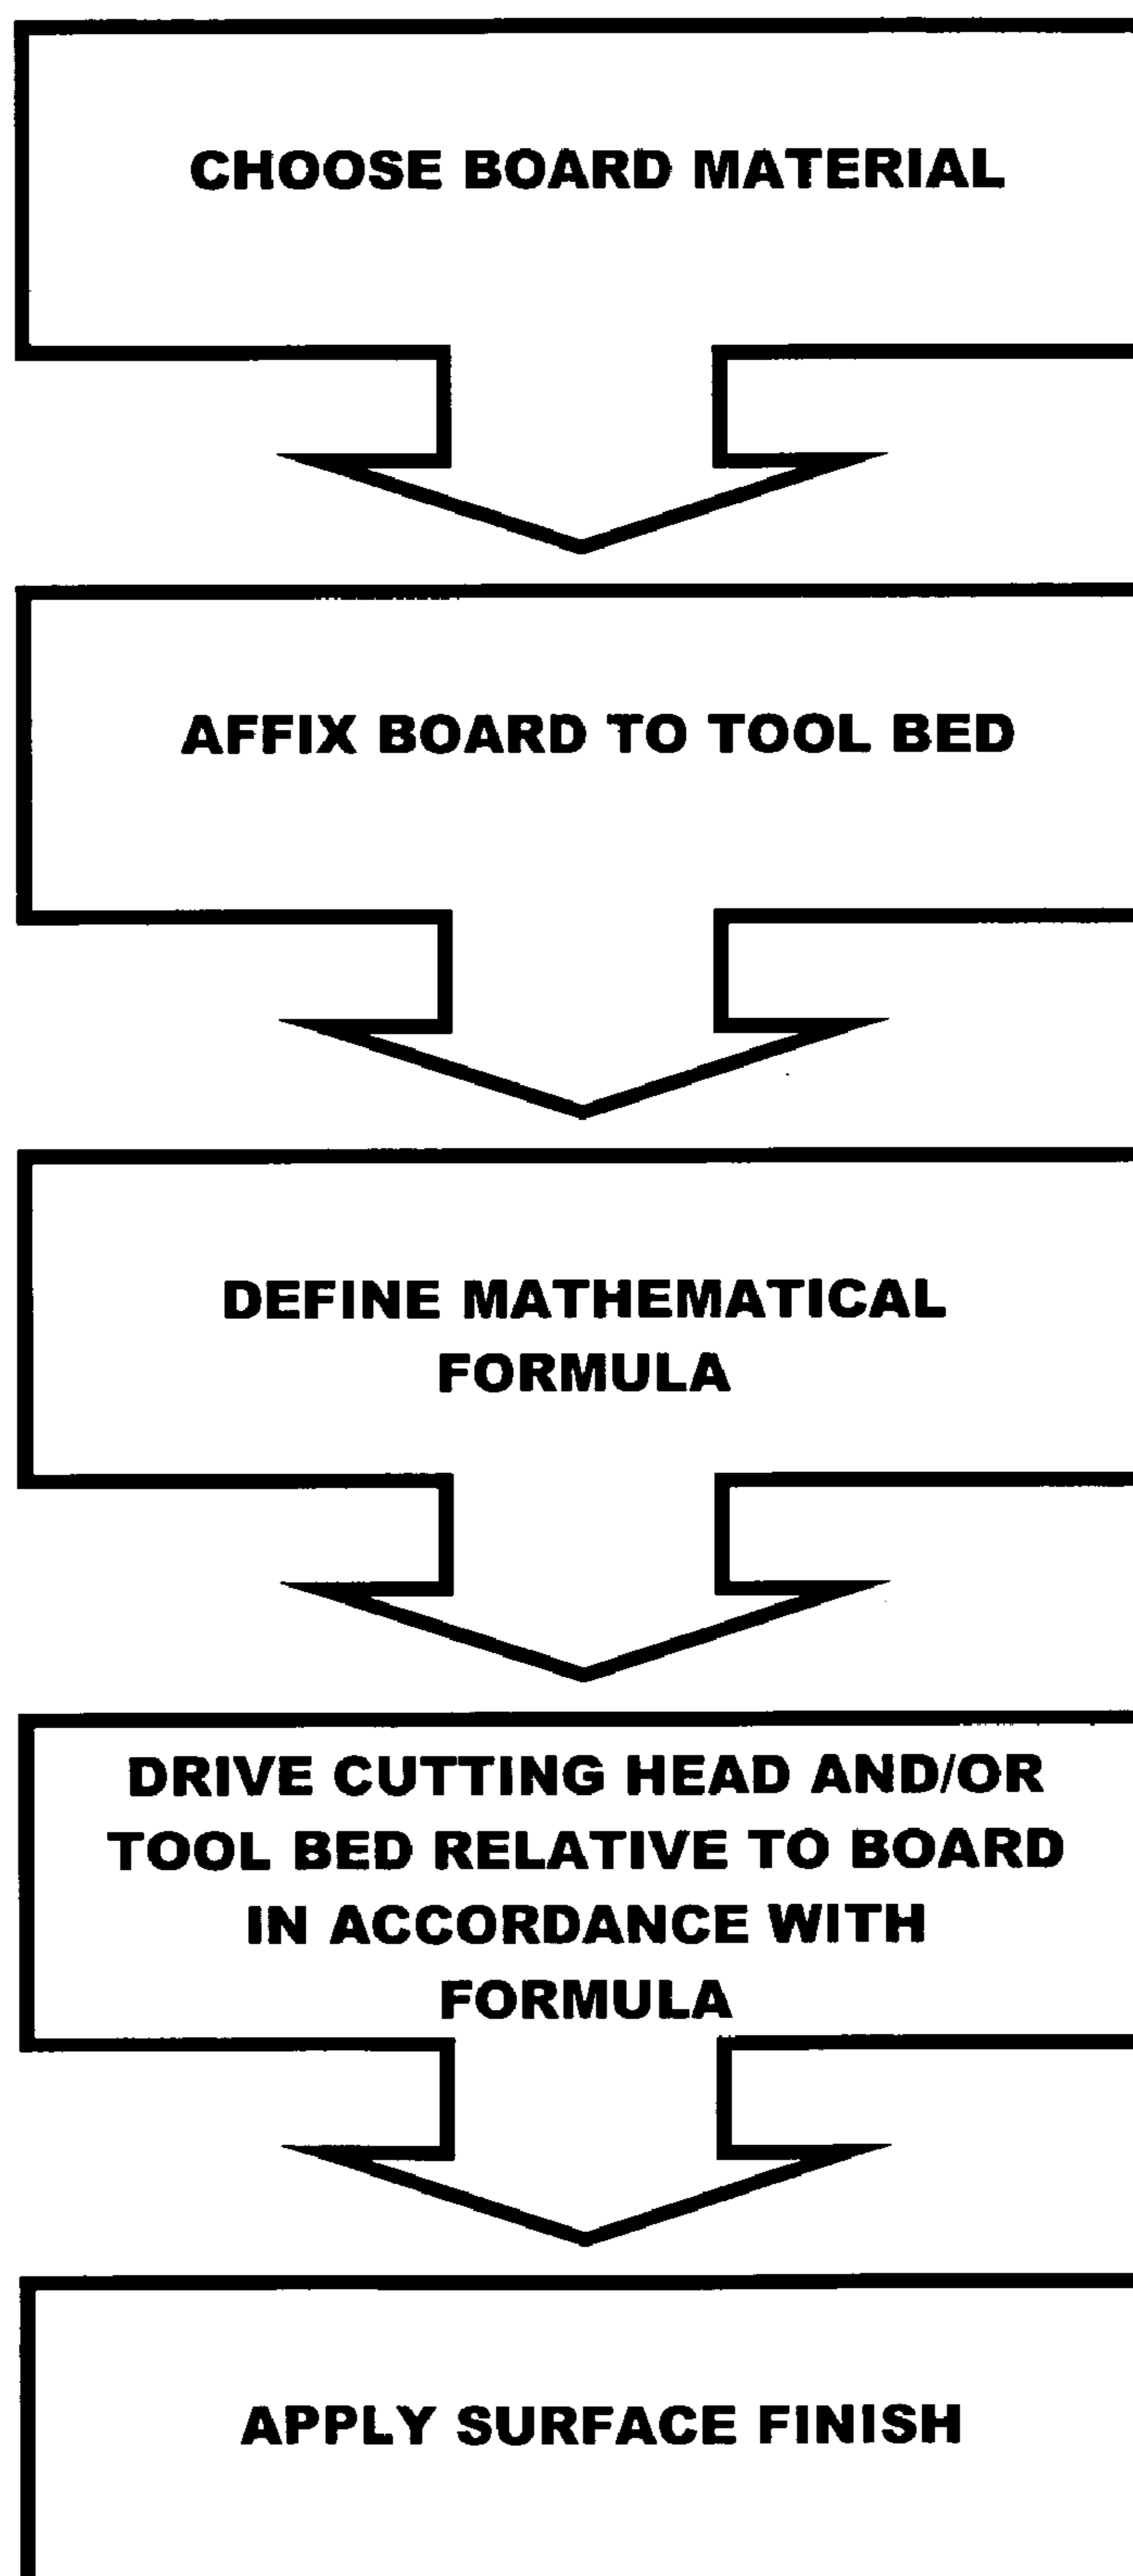 CHOOSE BOARD MATERIAL
AFFIX BOARD TO TOOL BED
DEFINE MATHEMATICAL
FORMULA
DRIVE CUTTING HEAD AND/OR
TOOL BED RELATIVE TO BOARD
IN ACCORDANCE WITH
FORMULA
APPLY SURFACE FINISH